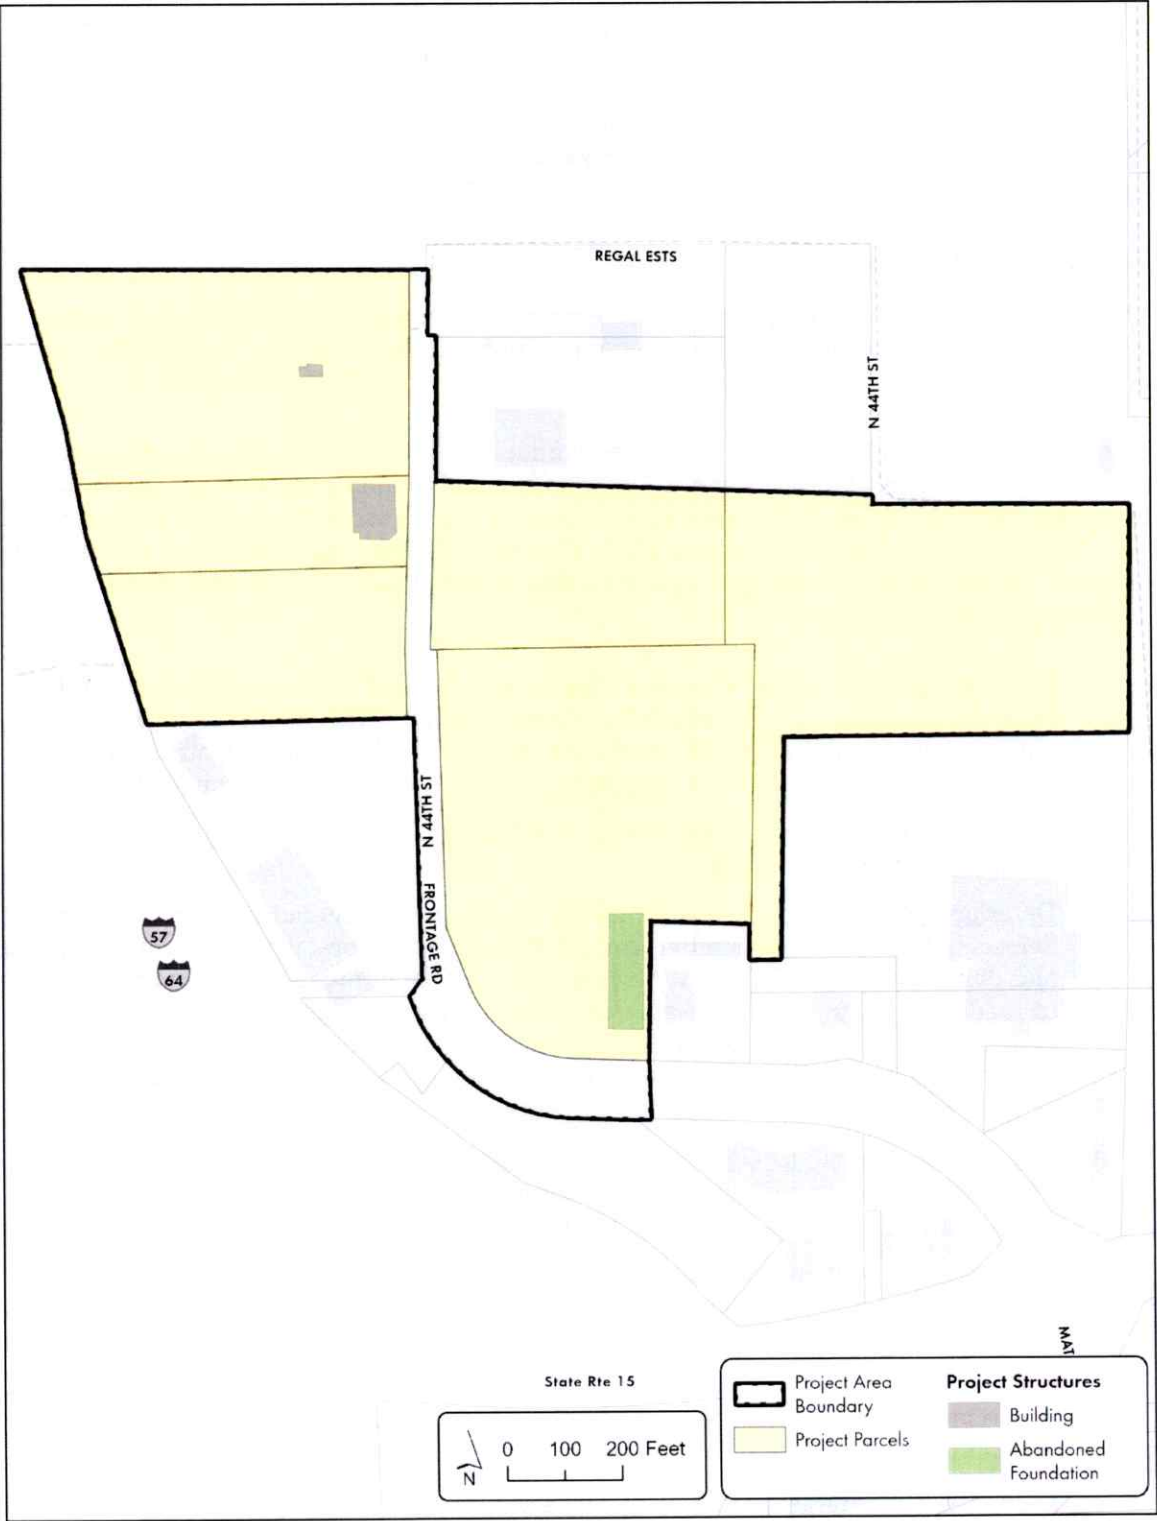 REGAL ESTS
N 44TH ST
N 44TH ST
FRONTAGE RD
57
64
MAT
State Rte 15
N
0 100 200 Feet
Project Area
Boundary
Project Parcels
Project Structures
Building
Abandoned
Foundation